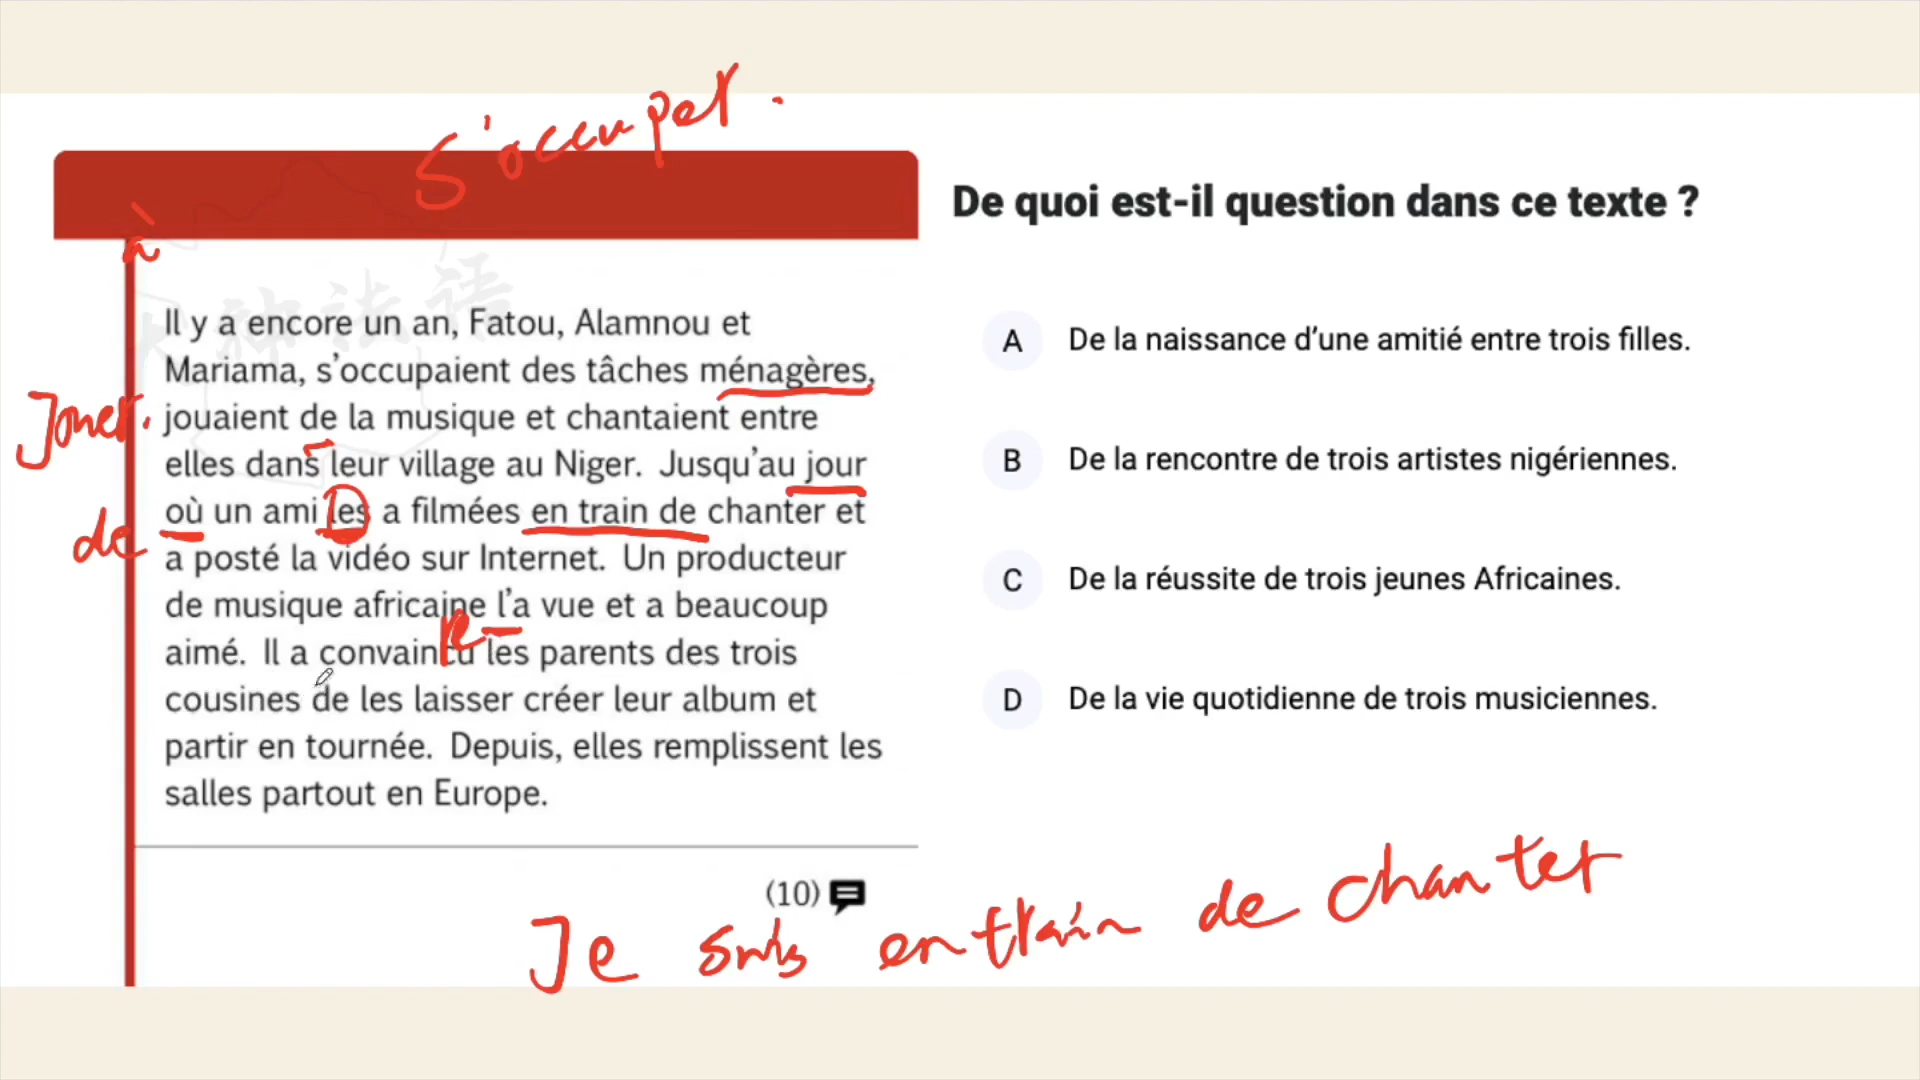 s'occuper.
à
大神法语
Il y a encore un an, Fatou, Alamnou et
Mariama, s'occupaient des tâches ménagères,
jouaient de la musique et chantaient entre
elles dans leur village au Niger. Jusqu'au jour
où un ami les a filmées en train de chanter et
a posté la vidéo sur Internet. Un producteur
de musique africaine l'a vue et a beaucoup
aimé. Il a convaincu les parents des trois
cousines de les laisser créer leur album et
partir en tournée. Depuis, elles remplissent les
salles partout en Europe.
(10)
Jouer.
de
D
Je suis en train de chanter
De quoi est-il question dans ce texte ?
A De la naissance d'une amitié entre trois filles.
B De la rencontre de trois artistes nigériennes.
C De la réussite de trois jeunes Africaines.
D De la vie quotidienne de trois musiciennes.